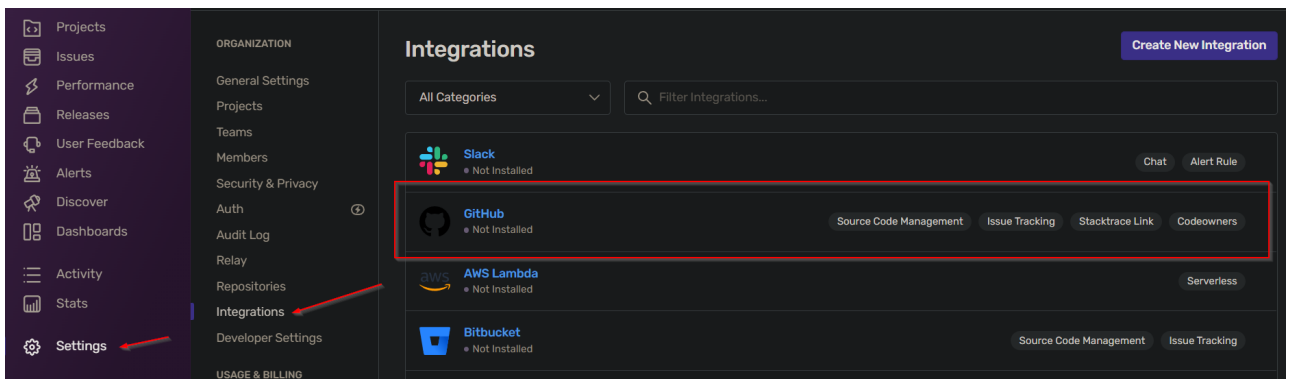 Projects
Issues
Performance
Releases
User Feedback
Alerts
Discover
Dashboards
Activity
Stats
Settings
ORGANIZATION
General Settings
Projects
Teams
Members
Security & Privacy
Auth
Audit Log
Relay
Repositories
Integrations
Developer Settings
USAGE & BILLING
Integrations
Create New Integration
All Categories
Filter Integrations...
Slack
Not Installed
Chat Alert Rule
GitHub
Not Installed
Source Code Management Issue Tracking Stacktrace Link Codeowners
aws
AWS Lambda
Not Installed
Serverless
Bitbucket
Not Installed
Source Code Management Issue Tracking